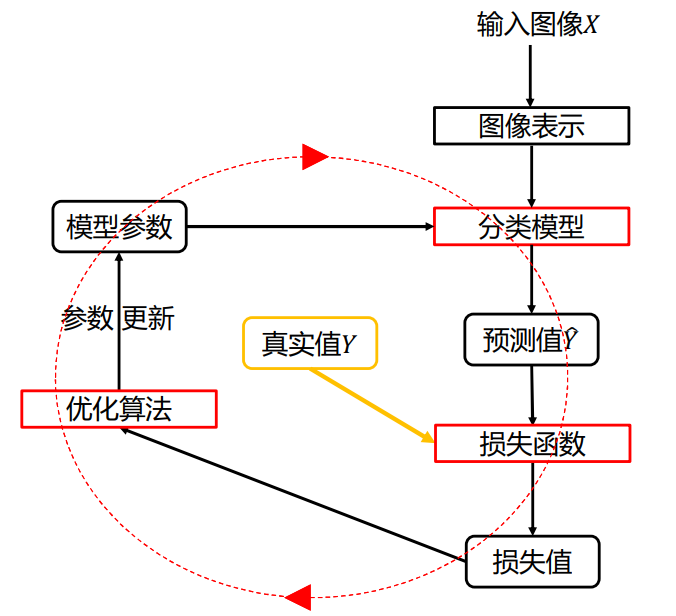 输入图像X
图像表示
模型参数
分类模型
参数 更新
真实值Y
预测值Ŷ
优化算法
损失函数
损失值